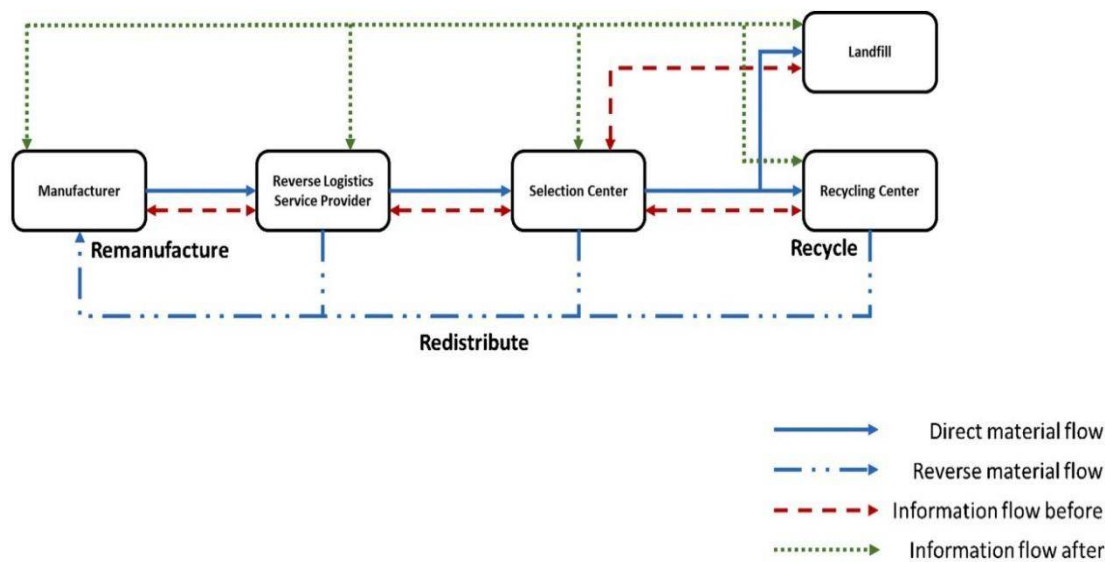 Landfill
Manufacturer
Reverse Logistics
Service Provider
Selection Center
Recycling Center
Remanufacture
Recycle
Redistribute
Direct material flow
Reverse material flow
Information flow before
Information flow after